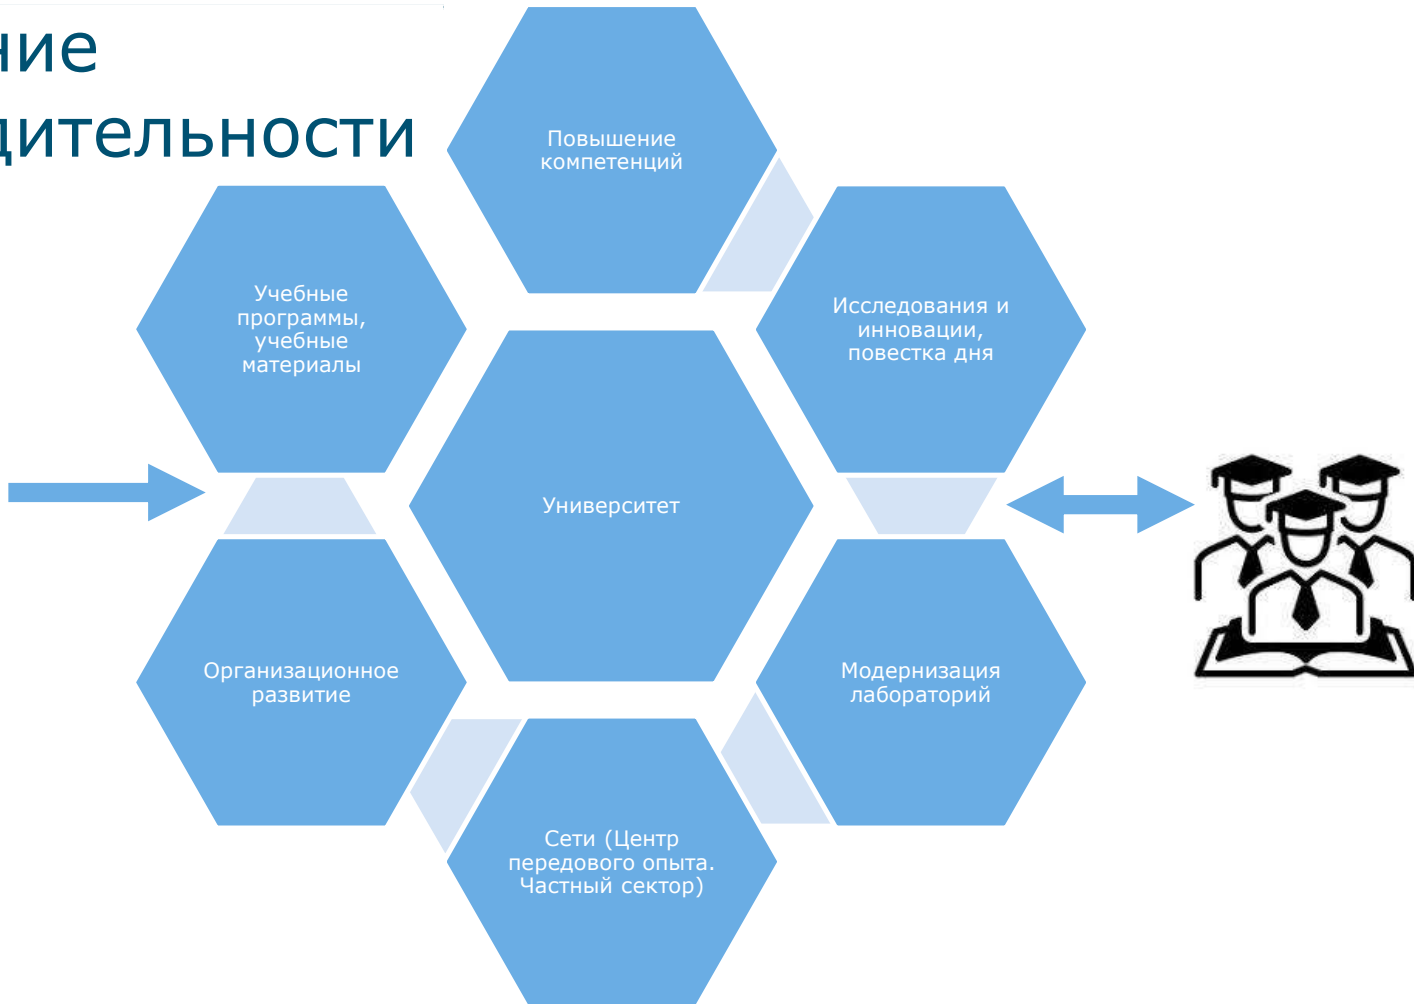 ние
дительности
Повышение
компетенций
Учебные
программы,
учебные
материалы
Исследования и
инновации,
повестка дня
Университет
Организационное
развитие
Модернизация
лабораторий
Сети (Центр
передового опыта.
Частный сектор)